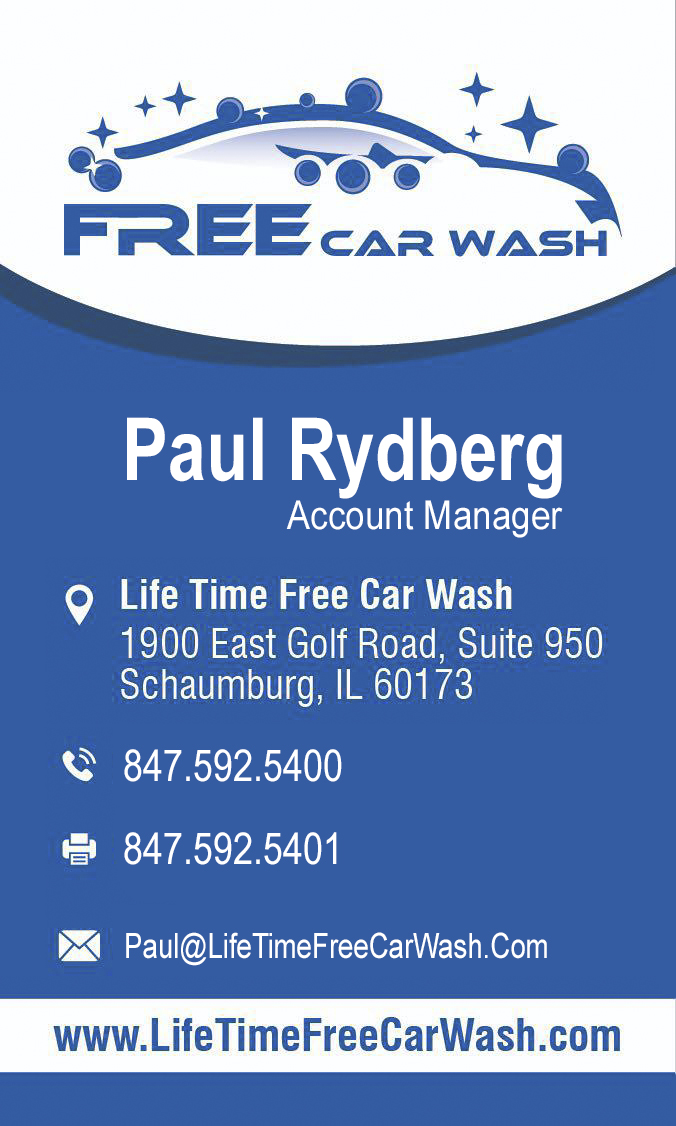 FREE CAR WASH
Paul Rydberg
Account Manager
Life Time Free Car Wash
1900 East Golf Road, Suite 950
Schaumburg, IL 60173
847.592.5400
847.592.5401
Paul@LifeTimeFreeCarWash.Com
www.LifeTimeFreeCarWash.com